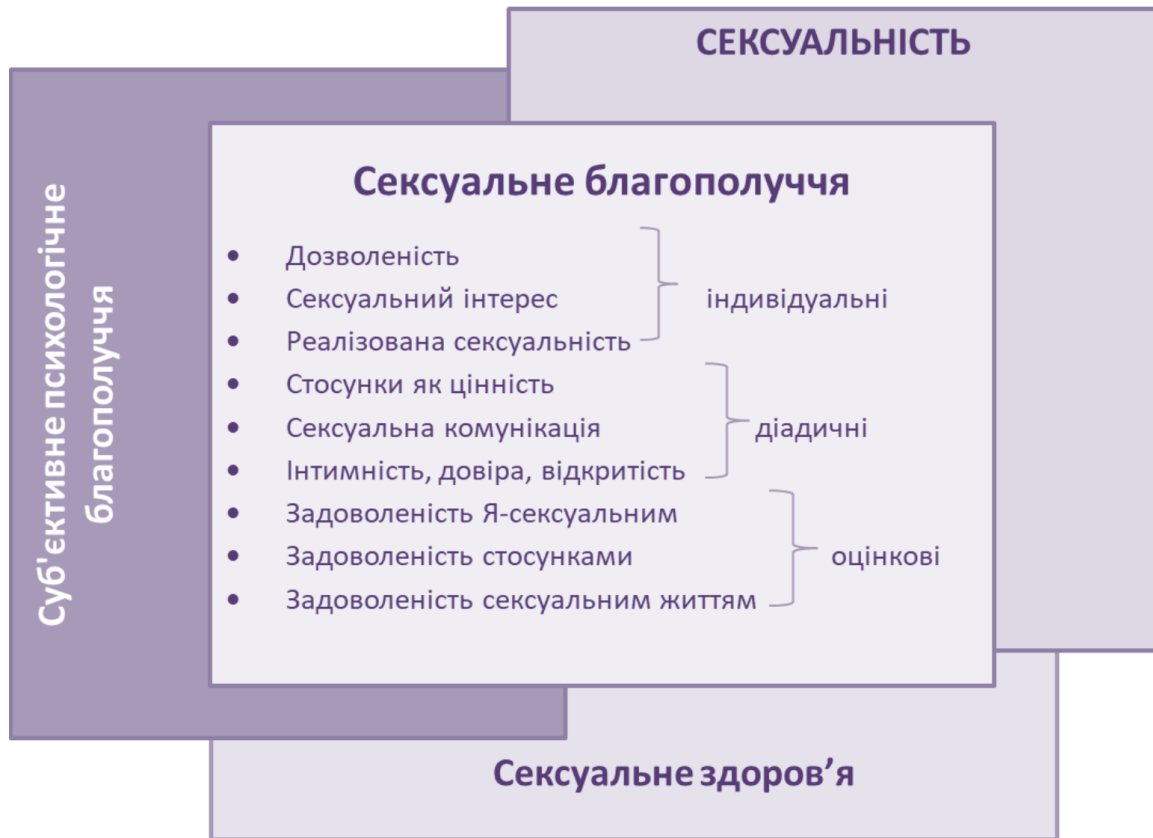 СЕКСУАЛЬНІСТЬ
Суб'єктивне психологічне
благополуччя
Сексуальне благополуччя
• Дозволеність
• Сексуальний інтерес
• Реалізована сексуальність
індивідуальні
• Стосунки як цінність
• Сексуальна комунікація
• Інтимність, довіра, відкритість
діадичні
• Задоволеність Я-сексуальним
• Задоволеність стосунками
• Задоволеність сексуальним життям
оцінкові
Сексуальне здоров’я